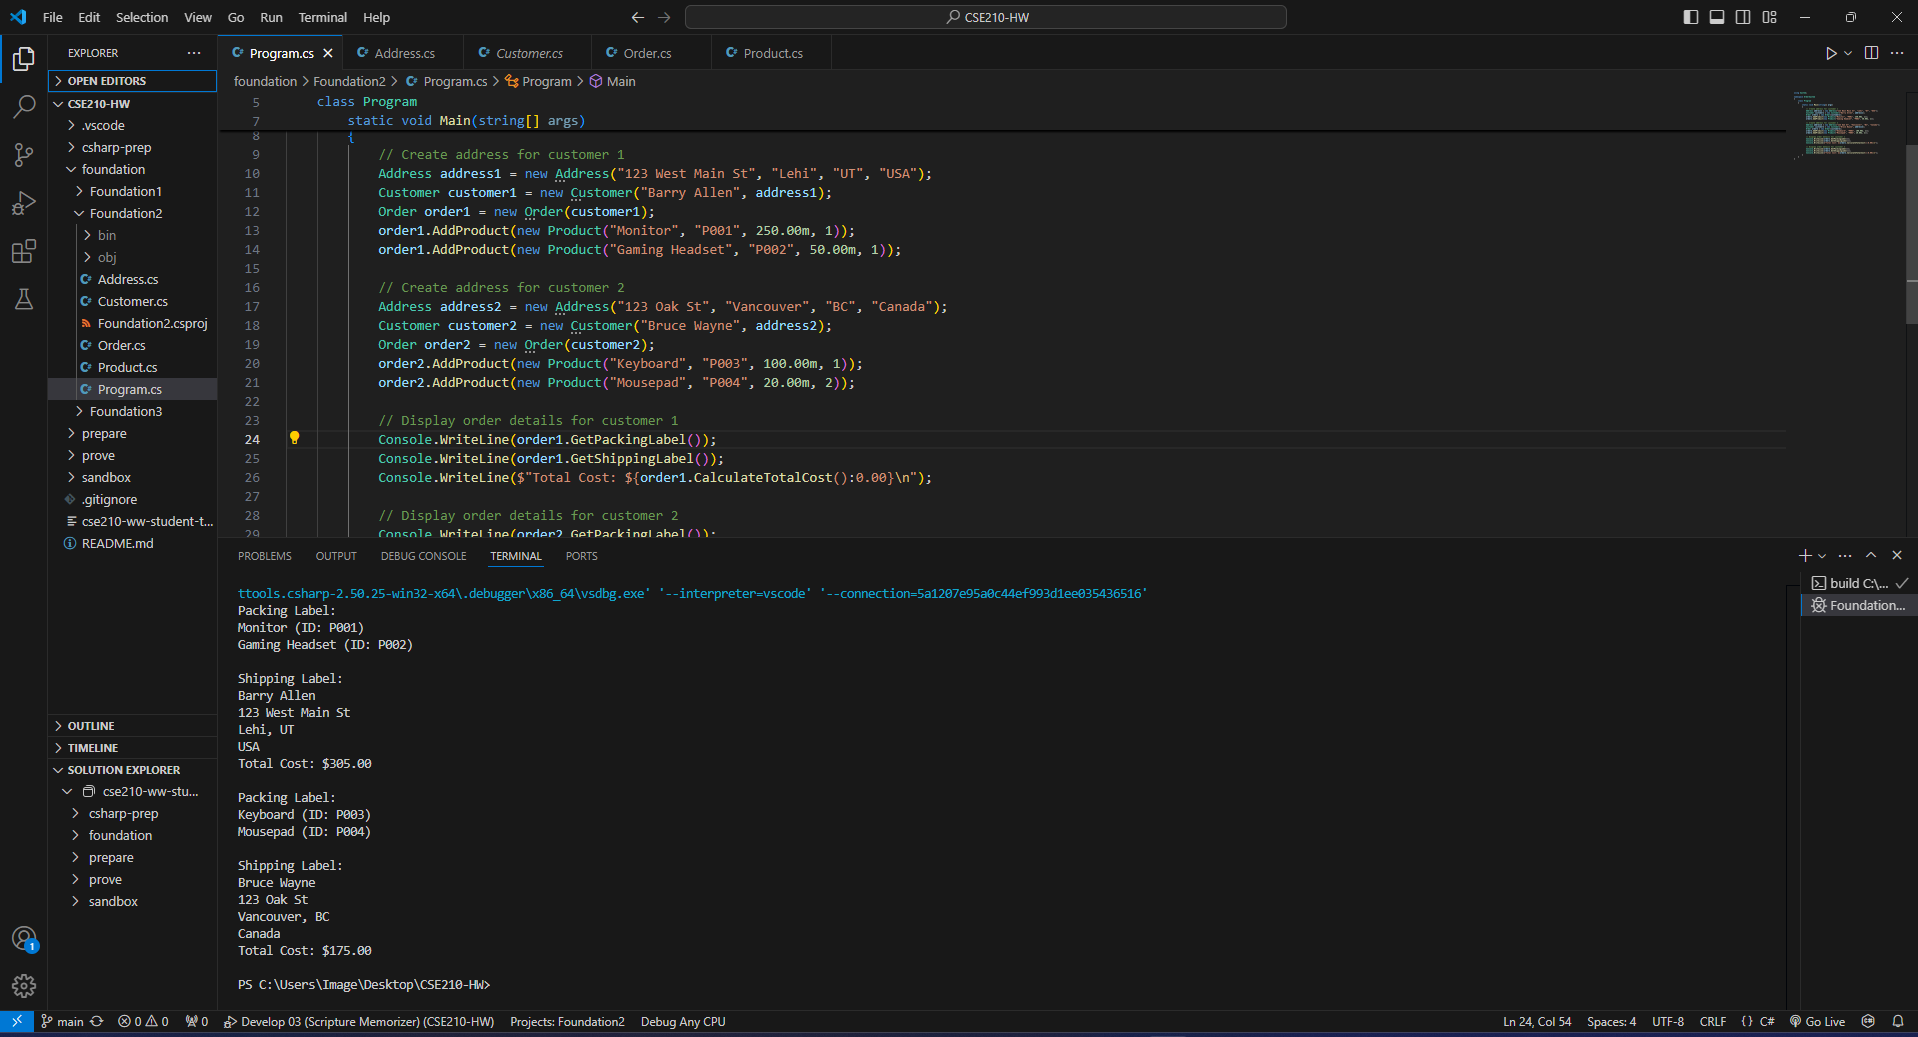 File Edit Selection View Go Run Terminal Help
CSE210-HW
EXPLORER
OPEN EDITORS
CSE210-HW
.vscode
csharp-prep
foundation
Foundation1
Foundation2
bin
obj
Address.cs
Customer.cs
Foundation2.csproj
Order.cs
Product.cs
Program.cs
Foundation3
prepare
prove
sandbox
.gitignore
cse210-ww-student-t...
README.md
OUTLINE
TIMELINE
SOLUTION EXPLORER
cse210-ww-stu...
csharp-prep
foundation
prepare
prove
sandbox
Program.cs Address.cs Customer.cs Order.cs Product.cs
foundation > Foundation2 > Program.cs > Program > Main
5 class Program
7 static void Main(string[] args)
8 {
9 // Create address for customer 1
10 Address address1 = new Address("123 West Main St", "Lehi", "UT", "USA");
11 Customer customer1 = new Customer("Barry Allen", address1);
12 Order order1 = new Order(customer1);
13 order1.AddProduct(new Product("Monitor", "P001", 250.00m, 1));
14 order1.AddProduct(new Product("Gaming Headset", "P002", 50.00m, 1));
15
16 // Create address for customer 2
17 Address address2 = new Address("123 Oak St", "Vancouver", "BC", "Canada");
18 Customer customer2 = new Customer("Bruce Wayne", address2);
19 Order order2 = new Order(customer2);
20 order2.AddProduct(new Product("Keyboard", "P003", 100.00m, 1));
21 order2.AddProduct(new Product("Mousepad", "P004", 20.00m, 2));
22
23 // Display order details for customer 1
24 Console.WriteLine(order1.GetPackingLabel());
25 Console.WriteLine(order1.GetShippingLabel());
26 Console.WriteLine($"Total Cost: ${order1.CalculateTotalCost():0.00}\n");
27
28 // Display order details for customer 2
29 Console.WriteLine(order2.GetPackingLabel());
PROBLEMS OUTPUT DEBUG CONSOLE TERMINAL PORTS
build C:\...
Foundation...
ttools.csharp-2.50.25-win32-x64\.debugger\x86_64\vsdbg.exe' '--interpreter=vscode' '--connection=5a1207e95a0c44ef993d1ee035436516'
Packing Label:
Monitor (ID: P001)
Gaming Headset (ID: P002)
Shipping Label:
Barry Allen
123 West Main St
Lehi, UT
USA
Total Cost: $305.00
Packing Label:
Keyboard (ID: P003)
Mousepad (ID: P004)
Shipping Label:
Bruce Wayne
123 Oak St
Vancouver, BC
Canada
Total Cost: $175.00
PS C:\Users\Image\Desktop\CSE210-HW>
1
main 0 0 0 Develop 03 (Scripture Memorizer) (CSE210-HW) Projects: Foundation2 Debug Any CPU Ln 24, Col 54 Spaces: 4 UTF-8 CRLF {} C# Go Live